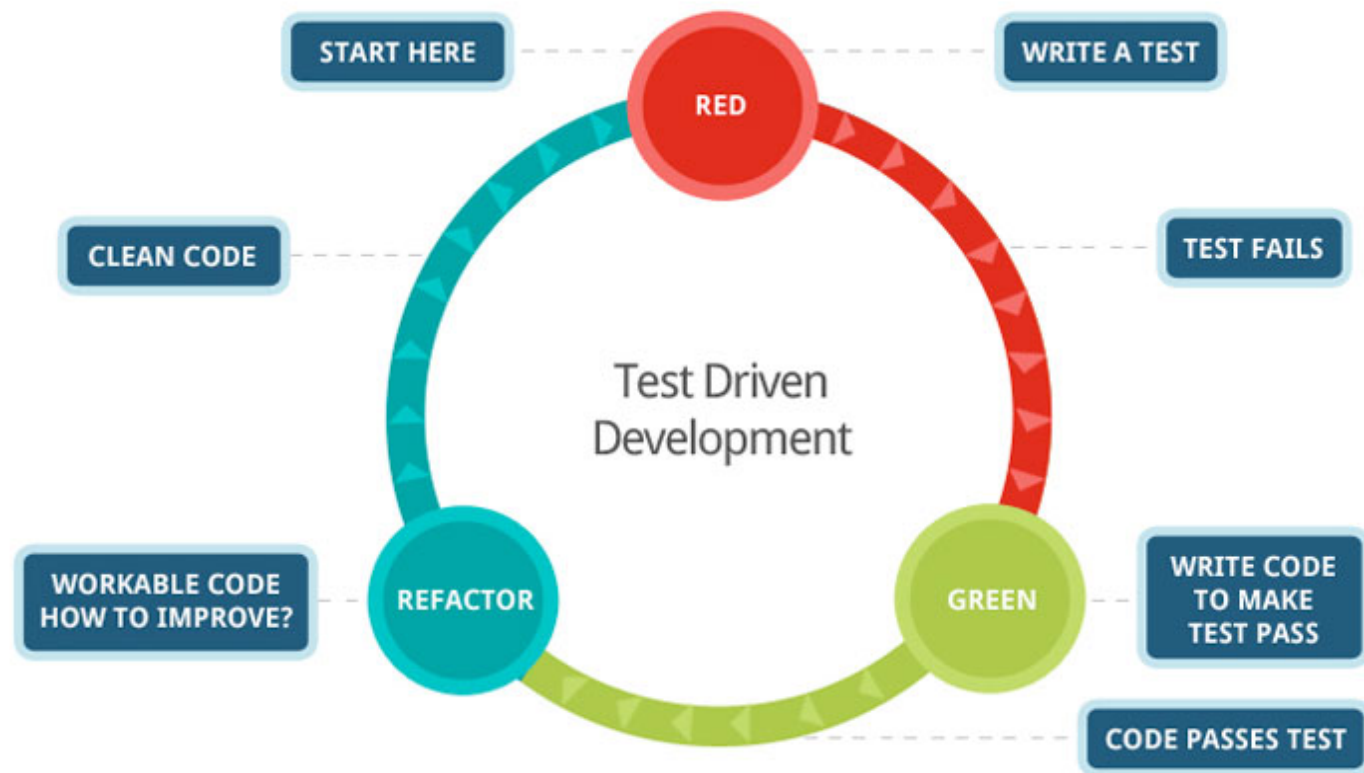 START HERE
RED
WRITE A TEST
CLEAN CODE
TEST FAILS
Test Driven
Development
WORKABLE CODE
HOW TO IMPROVE?
REFACTOR
GREEN
WRITE CODE
TO MAKE
TEST PASS
CODE PASSES TEST